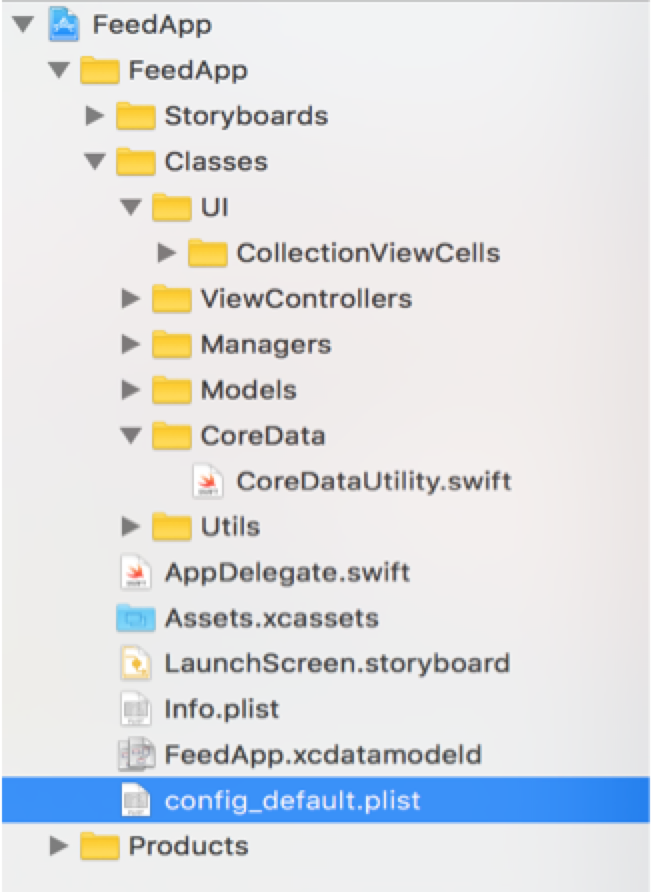 FeedApp
FeedApp
Storyboards
Classes
UI
CollectionViewCells
ViewControllers
Managers
Models
CoreData
CoreDataUtility.swift
Utils
AppDelegate.swift
Assets.xcassets
LaunchScreen.storyboard
Info.plist
FeedApp.xcdatamodeld
config_default.plist
Products